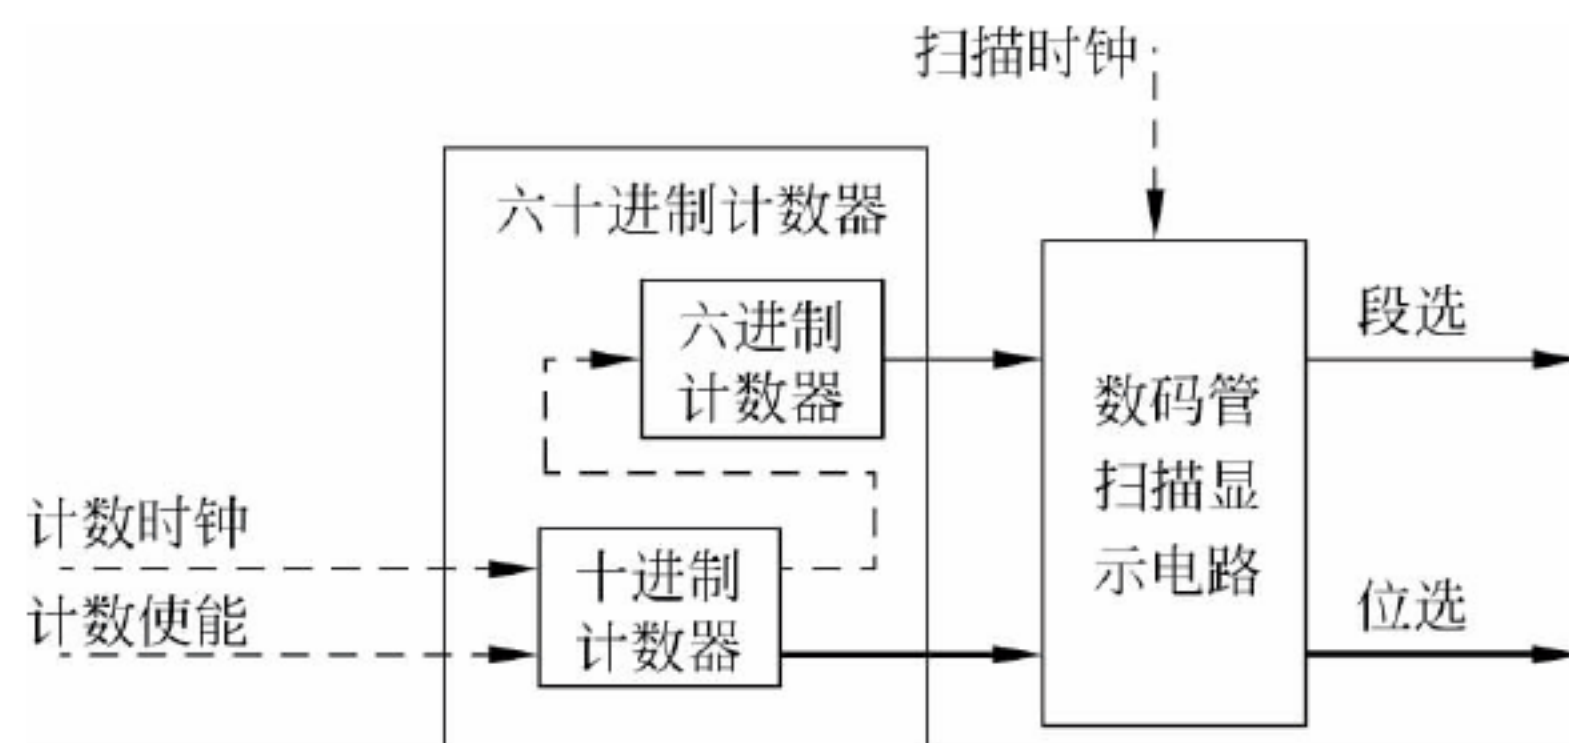 扫描时钟
六十进制计数器
六进制
计数器
段选
数码管
扫描显
示电路
计数时钟
计数使能
十进制
计数器
位选